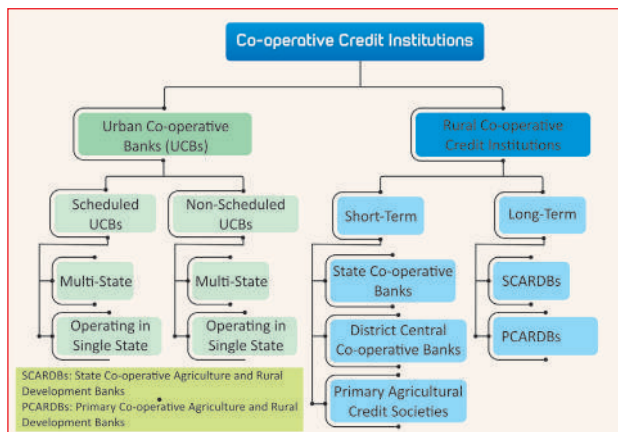 Co-operative Credit Institutions
Urban Co-operative
Banks (UCBs)
Rural Co-operative
Credit Institutions
Scheduled
UCBs
Non-Scheduled
UCBs
Short-Term
Long-Term
Multi-State
Multi-State
State Co-operative
Banks
SCARDBs
Operating in
Single State
Operating in
Single State
District Central
Co-operative Banks
PCARDBs
Primary Agricultural
Credit Societies
SCARDBs: State Co-operative Agriculture and Rural
Development Banks
PCARDBs: Primary Co-operative Agriculture and Rural
Development Banks